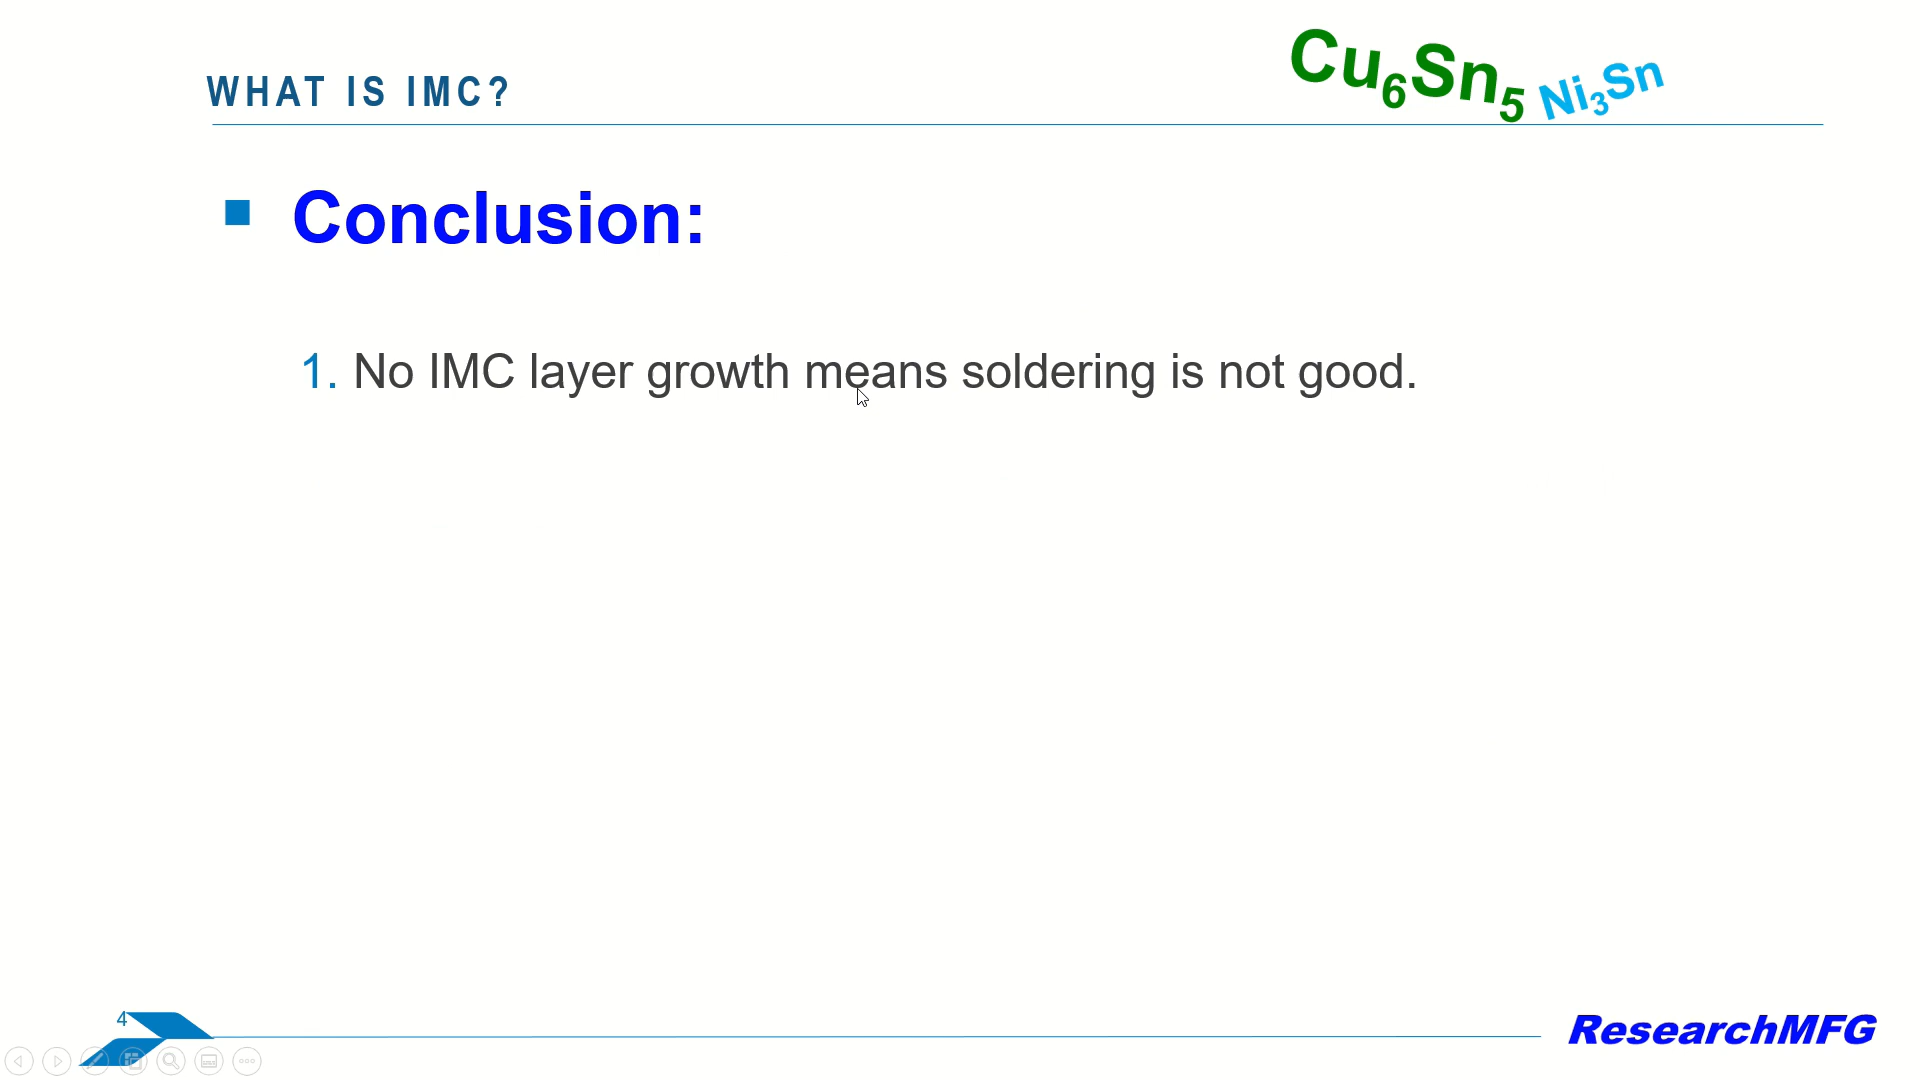 WHAT IS IMC?
Cu6Sn5 Ni3Sn
Conclusion:
1. No IMC layer growth means soldering is not good.
4
ResearchMFG